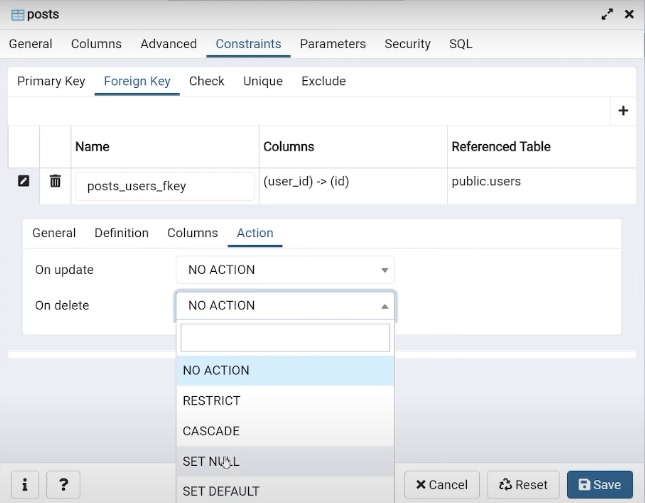 posts
General Columns Advanced Constraints Parameters Security SQL
Primary Key Foreign Key Check Unique Exclude
Name Columns Referenced Table
posts_users_fkey (user_id) -> (id) public.users
General Definition Columns Action
On update NO ACTION
On delete NO ACTION
NO ACTION
RESTRICT
CASCADE
SET NULL
SET DEFAULT
i ? Cancel Reset Save